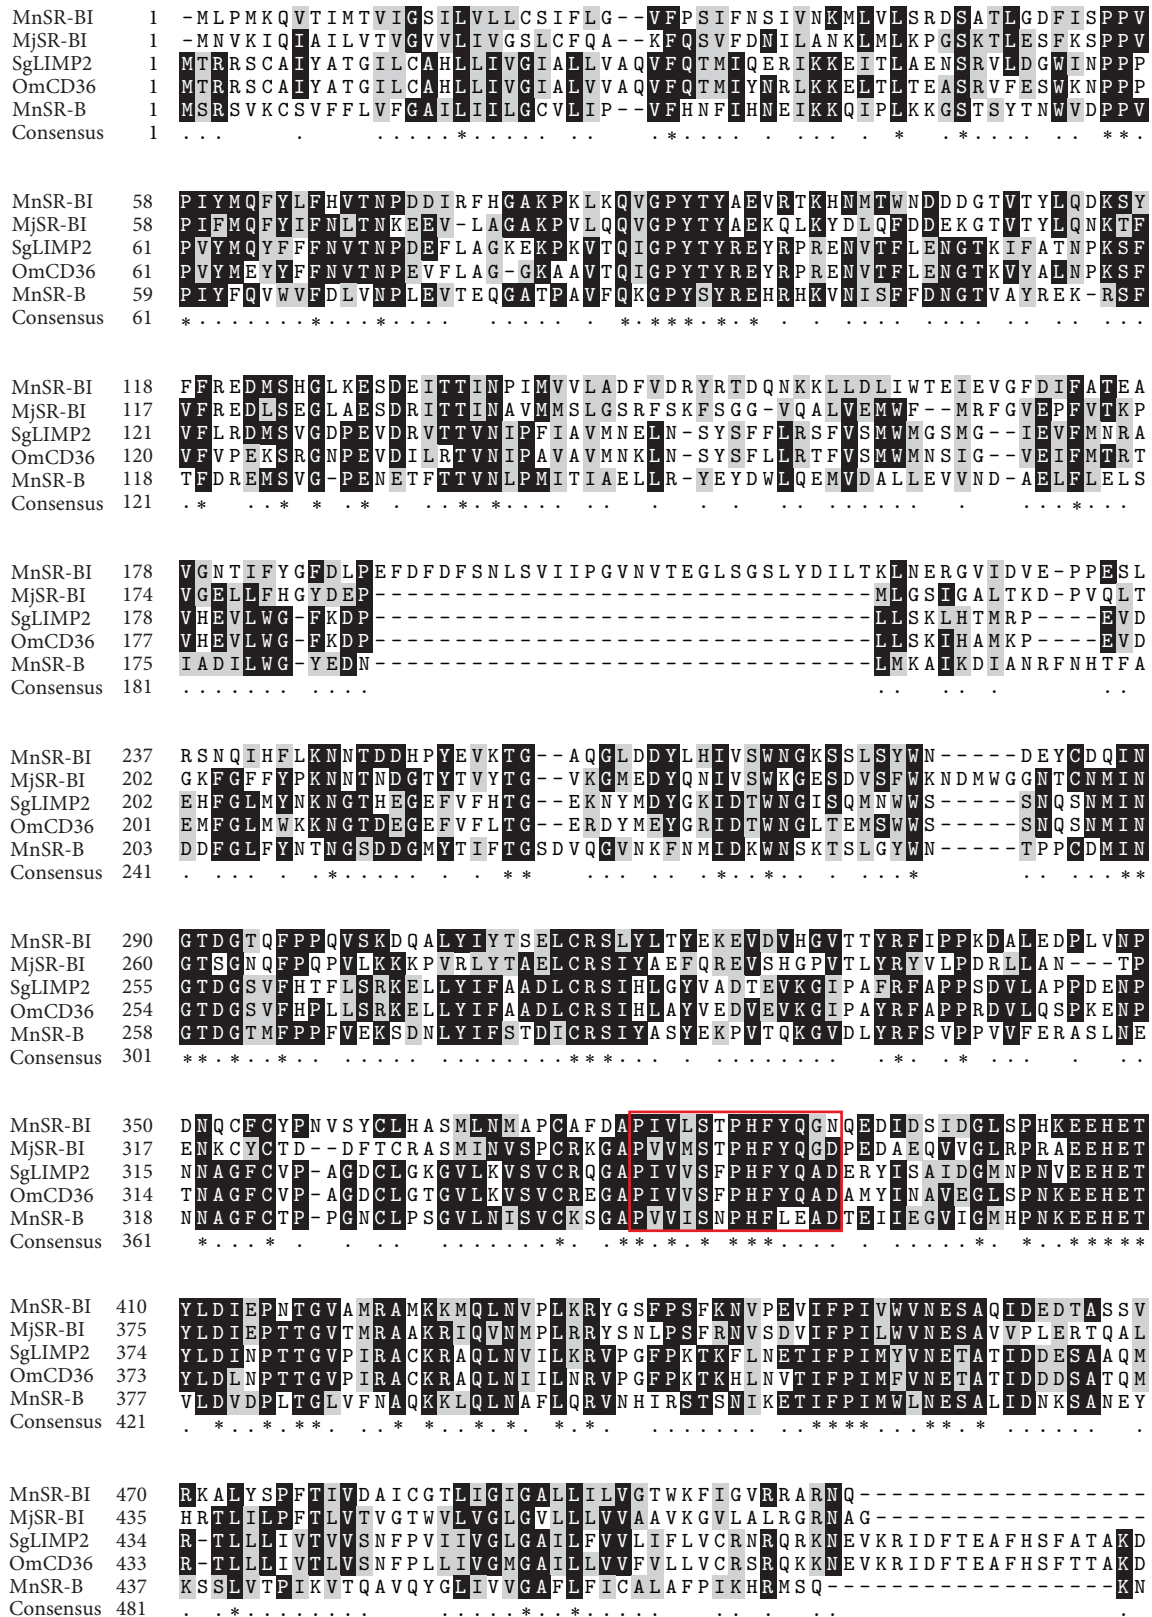 MnSR-BI 1 -MLPMKQVTIMTVIGSILVLLCSIFLG--VFPSIFNSIVNKMLVLSRDSATLGDFISPPV
MjSR-BI 1 -MNVKIQIAILVTVGVVLIVGSLCFQA--KFQSVFDNILANKLMLKPGSKTLESFKSPPV
SgLIMP2 1 MTRRSCAIYATGILCAHLLIVGIALLVAQVFQTMIQERIKKEITLAENSRVLDGWINPPP
OmCD36 1 MTRRSCAIYATGILCAHLLIVGIALVVAQVFQTMIYNRLKKELTLTEASRVFESWKNPPP
MnSR-B 1 MSRSVKCSVFFLVFGAILIILGCVLIP--VFHNFIHNEIKKQIPLKKGSTSYTNWVDPPV
Consensus 1
MnSR-BI 58 PIYMQFYLFHVTNPDDIRFHGAKPKLKQVGPYTYAEVRTKHNMTWNDDDGTVTYLQDKSY
MjSR-BI 58 PIFMQFYIFNLTNKEEV-LAGAKPVLQQVGPYTYAEKQLKYDLQFDDEKGTVTYLQNKTF
SgLIMP2 61 PVYMQYYFFNVTNPDEFLAGKEKPKVTQIGPYTYREYRPRENVTFLENGTKIFATNPKSF
OmCD36 61 PVYMEYYFFNVTNPEVFLAG-GKAAVTQIGPYTYREYRPRENVTFLENGTKVYALNPKSF
MnSR-B 59 PIYFQVWVFDLVNPLEVTEQGATPAVFQKGPYSYREHRHKVNISFFDNGTVAYREK-RSF
Consensus 61
MnSR-BI 118 FFREDMSHGLKESDEITTINPIMVVLADFVDRYRTDQNKKLLDLIWTEIEVGFDIFATEA
MjSR-BI 117 VFREDLSEGLAESDRITTINAVMMSLGSRFSKFSGG-VQALVEMWF--MRFGVEPFVTKP
SgLIMP2 121 VFLRDMSVGDPEVDRVTTVNIPFIAVMNELN-SYSFFLRSFVSMWMGSMG--IEVFMNRA
OmCD36 120 VFVPEKSRGNPEVDILRTVNIPAVAVMNKLN-SYSFLLRTFVSMWMNSIG--VEIFMTRT
MnSR-B 118 TFDREMSVG-PENETFTTVNLPMITIAELLR-YEYDWLQEMVDALLEVVND-AELFLELS
Consensus 121
MnSR-BI 178 VGNTIFYGFDLPEFDFDFSNLSVIIPGVNVTEGLSGSLYDILTKLNERGVIDVE-PPESL
MjSR-BI 174 VGELLFHGYDEP-------------------------------MLGSIGALTKD-PVQLT
SgLIMP2 178 VHEVLWG-FKDP-------------------------------LLSKLHTMRP----EVD
OmCD36 177 VHEVLWG-FKDP-------------------------------LLSKIHAMKP----EVD
MnSR-B 175 IADILWG-YEDN-------------------------------LMKAIKDIANRFNHTFA
Consensus 181
MnSR-BI 237 RSNQIHFLKNNTDDHPYEVKTG--AQGLDDYLHIVSWNGKSSLSYWN-----DEYCDQIN
MjSR-BI 202 GKFGFFYPKNNTNDGTYTVYTG--VKGMEDYQNIVSWKGESDVSFWKNDMWGGNTCNMIN
SgLIMP2 202 EHFGLMYNKNGTHEGEFVFHTG--EKNYMDYGKIDTWNGISQMNWWS-----SNQSNMIN
OmCD36 201 EMFGLMWKKNGTDEGEFVFLTG--ERDYMEYGRIDTWNGLTEMSWWS-----SNQSNMIN
MnSR-B 203 DDFGLFYNTNGSDDGMYTIFTGSDVQGVNKFNMIDKWNSKTSLGYWN-----TPPCDMIN
Consensus 241
MnSR-BI 290 GTDGTQFPPQVSKDQALYIYTSELCRSLYLTYEKEVDVHGVTTYRFIPPKDALEDPLVNP
MjSR-BI 260 GTSGNQFPQPVLKKKPVRLYTAELCRSIYAEFQREVSHGPVTLYRYVLPDRLLAN---TP
SgLIMP2 255 GTDGSVFHTFLSRKELLYIFAADLCRSIHLGYVADTEVKGIPAFRFAPPSDVLAPPDENP
OmCD36 254 GTDGSVFHPLLSRKELLYIFAADLCRSIHLAYVEDVEVKGIPAYRFAPPRDVLQSPKENP
MnSR-B 258 GTDGTMFPPFVEKSDNLYIFSTDICRSIYASYEKPVTQKGVDLYRFSVPPVVFERASLNE
Consensus 301
MnSR-BI 350 DNQCFCYPNVSYCLHASMLNMAPCAFDAPIVLSTPHFYQGNQEDIDSIDGLSPHKEEHET
MjSR-BI 317 ENKCYCTD--DFTCRASMINVSPCRKGAPVVMSTPHFYQGDPEDAEQVVGLRPRAEEHET
SgLIMP2 315 NNAGFCVP-AGDCLGKGVLKVSVCRQGAPIVVSFPHFYQADERYISAIDGMNPNVEEHET
OmCD36 314 TNAGFCVP-AGDCLGTGVLKVSVCREGAPIVVSFPHFYQADAMYINAVEGLSPNKEEHET
MnSR-B 318 NNAGFCTP-PGNCLPSGVLNISVCKSGAPVVISNPHFLEADTEIIEGVIGMHPNKEEHET
Consensus 361
MnSR-BI 410 YLDIEPNTGVAMRAMKKMQLNVPLKRYGSFPSFKNVPEVIFPIVWVNESAQIDEDTASSV
MjSR-BI 375 YLDIEPTTGVTMRAAKRIQVNMPLRRYSNLPSFRNVSDVIFPILWVNESAVVPLERTQAL
SgLIMP2 374 YLDINPTTGVPIRACKRAQLNVILKRVPGFPKTKFLNETIFPIMYVNETATIDDESAAQM
OmCD36 373 YLDLNPTTGVPIRACKRAQLNIILNRVPGFPKTKHLNVTIFPIMFVNETATIDDDSATQM
MnSR-B 377 VLDVDPLTGLVFNAQKKLQLNAFLQRVNHIRSTSNIKETIFPIMWLNESALIDNKSANEY
Consensus 421
MnSR-BI 470 RKALYSPFTIVDAICGTLIGIGALLILVGTWKFIGVRRARNQ------------------
MjSR-BI 435 HRTLILPFTLVTVGTWVLVGLGVLLLVVAAVKGVLALRGRNAG-----------------
SgLIMP2 434 R-TLLLIVTVVSNFPVIIVGLGAILFVVLIFLVCRNRQRKNEVKRIDFTEAFHSFATAKD
OmCD36 433 R-TLLLIVTLVSNFPLLIVGMGAILLVVFVLLVCRSRQKKNEVKRIDFTEAFHSFTTAKD
MnSR-B 437 KSSLVTPIKVTQAVQYGLIVVGAFLFICALAFPIKHRMSQ------------------KN
Consensus 481